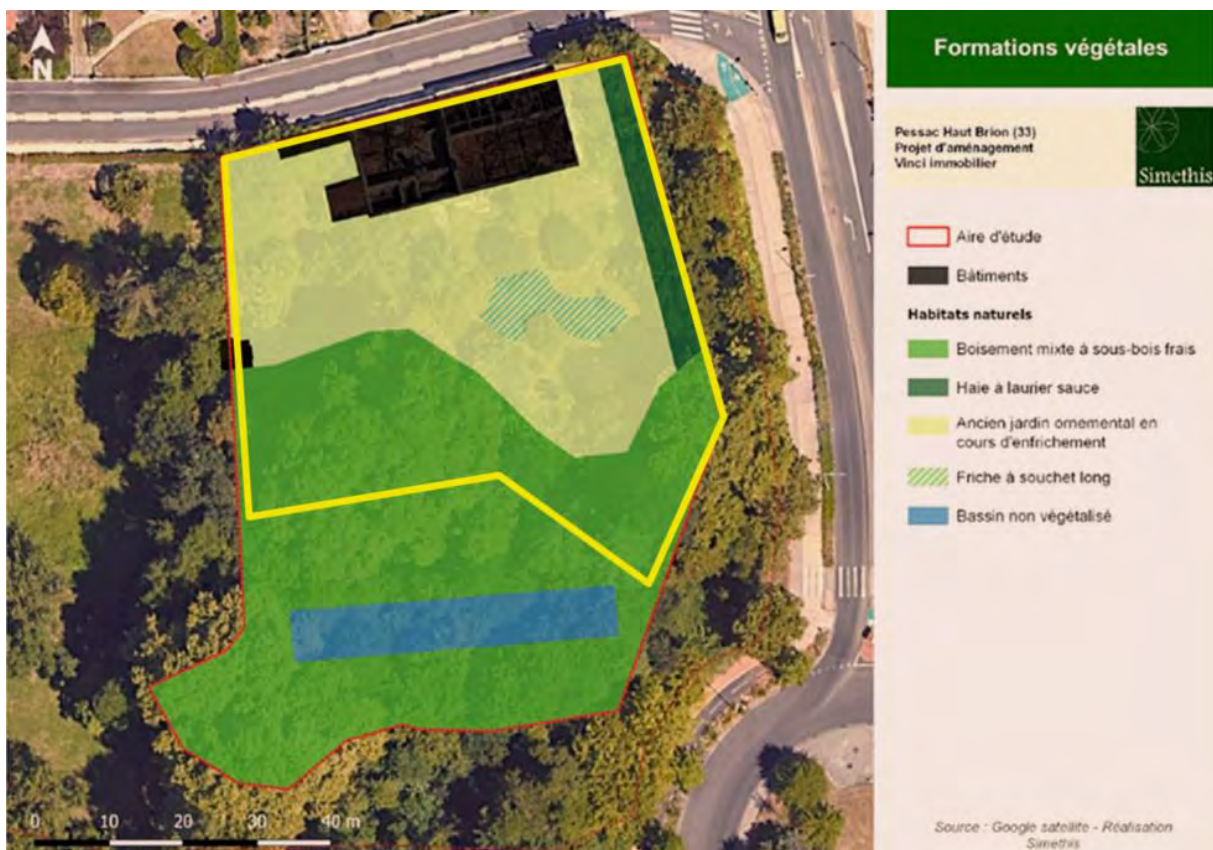 N
Formations végétales
Pessac Haut Brion (33)
Projet d'aménagement
Vinci immobilier
Simethis
Aire d'étude
Bâtiments
Habitats naturels
Boisement mixte à sous-bois frais
Haie à laurier sauce
Ancien jardin ornemental en
cours d'enfrichement
Friche à souchet long
Bassin non végétalisé
0 10 20 30 40 m
Source : Google satellite - Réalisation
Simethis